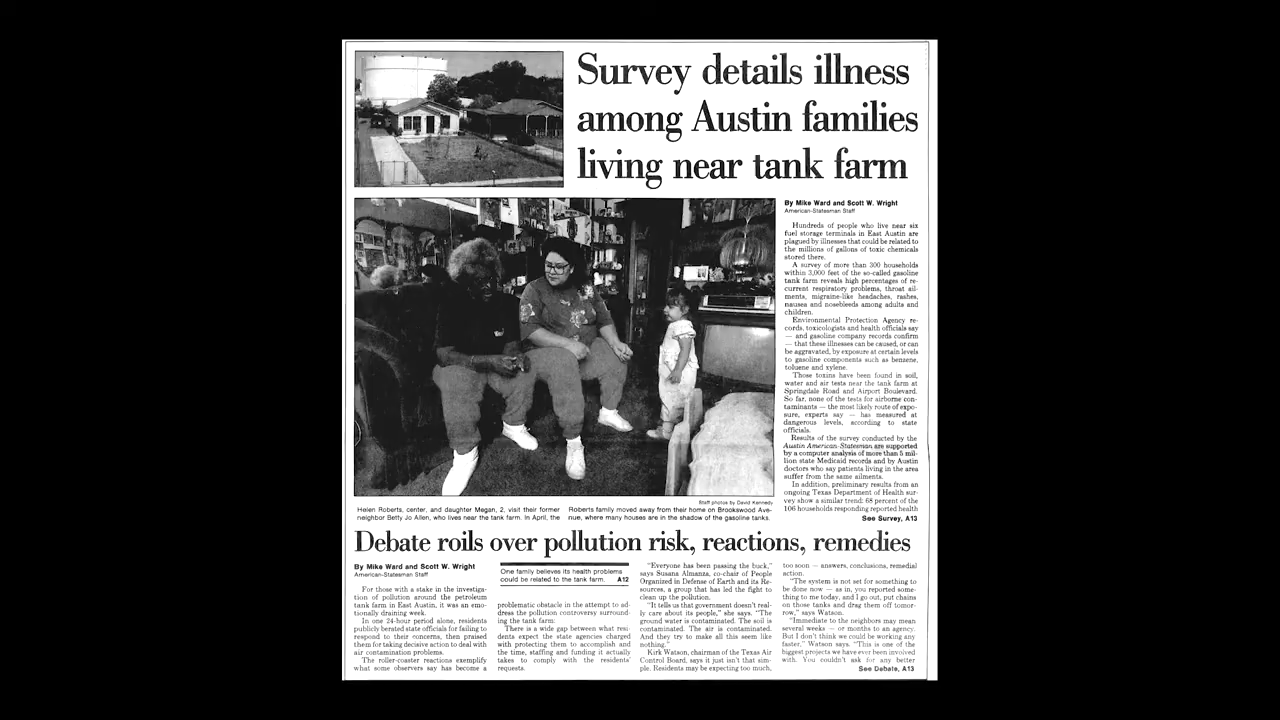 Survey details illness
among Austin families
living near tank farm
By Mike Ward and Scott W. Wright
American-Statesman Staff
Hundreds of people who live near six
fuel storage terminals in East Austin are
plagued by illnesses that could be related to
the millions of gallons of toxic chemicals
stored there.
A survey of more than 300 households
within 3,000 feet of the so-called gasoline
tank farm reveals high percentages of re-
current respiratory problems, throat ail-
ments, migraine-like headaches, rashes,
nausea and nosebleeds among adults and
children.
Environmental Protection Agency re-
cords, toxicologists and health officials say
— and gasoline company records confirm
— that these illnesses can be caused, or can
be aggravated, by exposure at certain levels
to gasoline components such as benzene,
toluene and xylene.
Those toxins have been found in soil,
water and air tests near the tank farm at
Springdale Road and Airport Boulevard.
So far, none of the tests for airborne con-
taminants — the most likely route of expo-
sure, experts say — has measured at
dangerous levels, according to state
officials.
Results of the survey conducted by the
Austin American-Statesman are supported
by a computer analysis of more than 5 mil-
lion state Medicaid records and by Austin
doctors who say patients living in the area
suffer from the same ailments.
In addition, preliminary results from an
ongoing Texas Department of Health sur-
vey show a similar trend: 68 percent of the
106 households responding reported health
See Survey, A13
Staff photos by David Kennedy
Helen Roberts, center, and daughter Megan, 2, visit their former
neighbor Betty Jo Allen, who lives near the tank farm. In April, the
Roberts family moved away from their home on Brookswood Ave-
nue, where many houses are in the shadow of the gasoline tanks.
Debate roils over pollution risk, reactions, remedies
By Mike Ward and Scott W. Wright
American-Statesman Staff
For those with a stake in the investiga-
tion of pollution around the petroleum
tank farm in East Austin, it was an emo-
tionally draining week.
In one 24-hour period alone, residents
publicly berated state officials for failing to
respond to their concerns, then praised
them for taking decisive action to deal with
air contamination problems.
The roller-coaster reactions exemplify
what some observers say has become a
One family believes its health problems
could be related to the tank farm. A12
problematic obstacle in the attempt to ad-
dress the pollution controversy surround-
ing the tank farm:
There is a wide gap between what resi-
dents expect the state agencies charged
with protecting them to accomplish and
the time, staffing and funding it actually
takes to comply with the residents'
requests.
"Everyone has been passing the buck,"
says Susana Almanza, co-chair of People
Organized in Defense of Earth and its Re-
sources, a group that has led the fight to
clean up the pollution.
"It tells us that government doesn't real-
ly care about its people," she says. "The
ground water is contaminated. The soil is
contaminated. The air is contaminated.
And they try to make all this seem like
nothing."
Kirk Watson, chairman of the Texas Air
Control Board, says it just isn't that sim-
ple. Residents may be expecting too much,
too soon — answers, conclusions, remedial
action.
"The system is not set for something to
be done now — as in, you reported some-
thing to me today, and I go out, put chains
on those tanks and drag them off tomor-
row," says Watson.
"Immediate to the neighbors may mean
several weeks — or months to an agency.
But I don't think we could be working any
faster," Watson says. "This is one of the
biggest projects we have ever been involved
with. You couldn't ask for any better
See Debate, A13